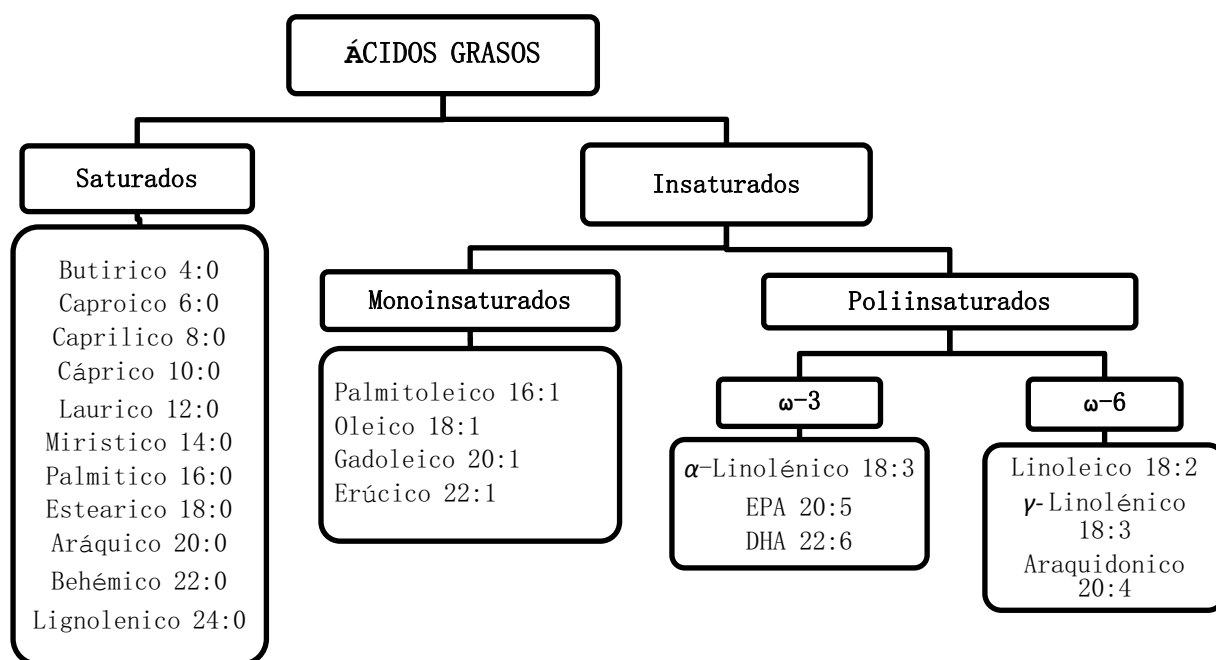 ÁCIDOS GRASOS
Saturados
Butirico 4:0
Caproico 6:0
Caprilico 8:0
Cáprico 10:0
Laurico 12:0
Miristico 14:0
Palmitico 16:0
Estearico 18:0
Aráquico 20:0
Behémico 22:0
Lignolenico 24:0
Insaturados
Monoinsaturados
Palmitoleico 16:1
Oleico 18:1
Gadoleico 20:1
Erúcico 22:1
Poliinsaturados
ω-3
α-Linolénico 18:3
EPA 20:5
DHA 22:6
ω-6
Linoleico 18:2
γ-Linolénico
18:3
Araquidonico
20:4